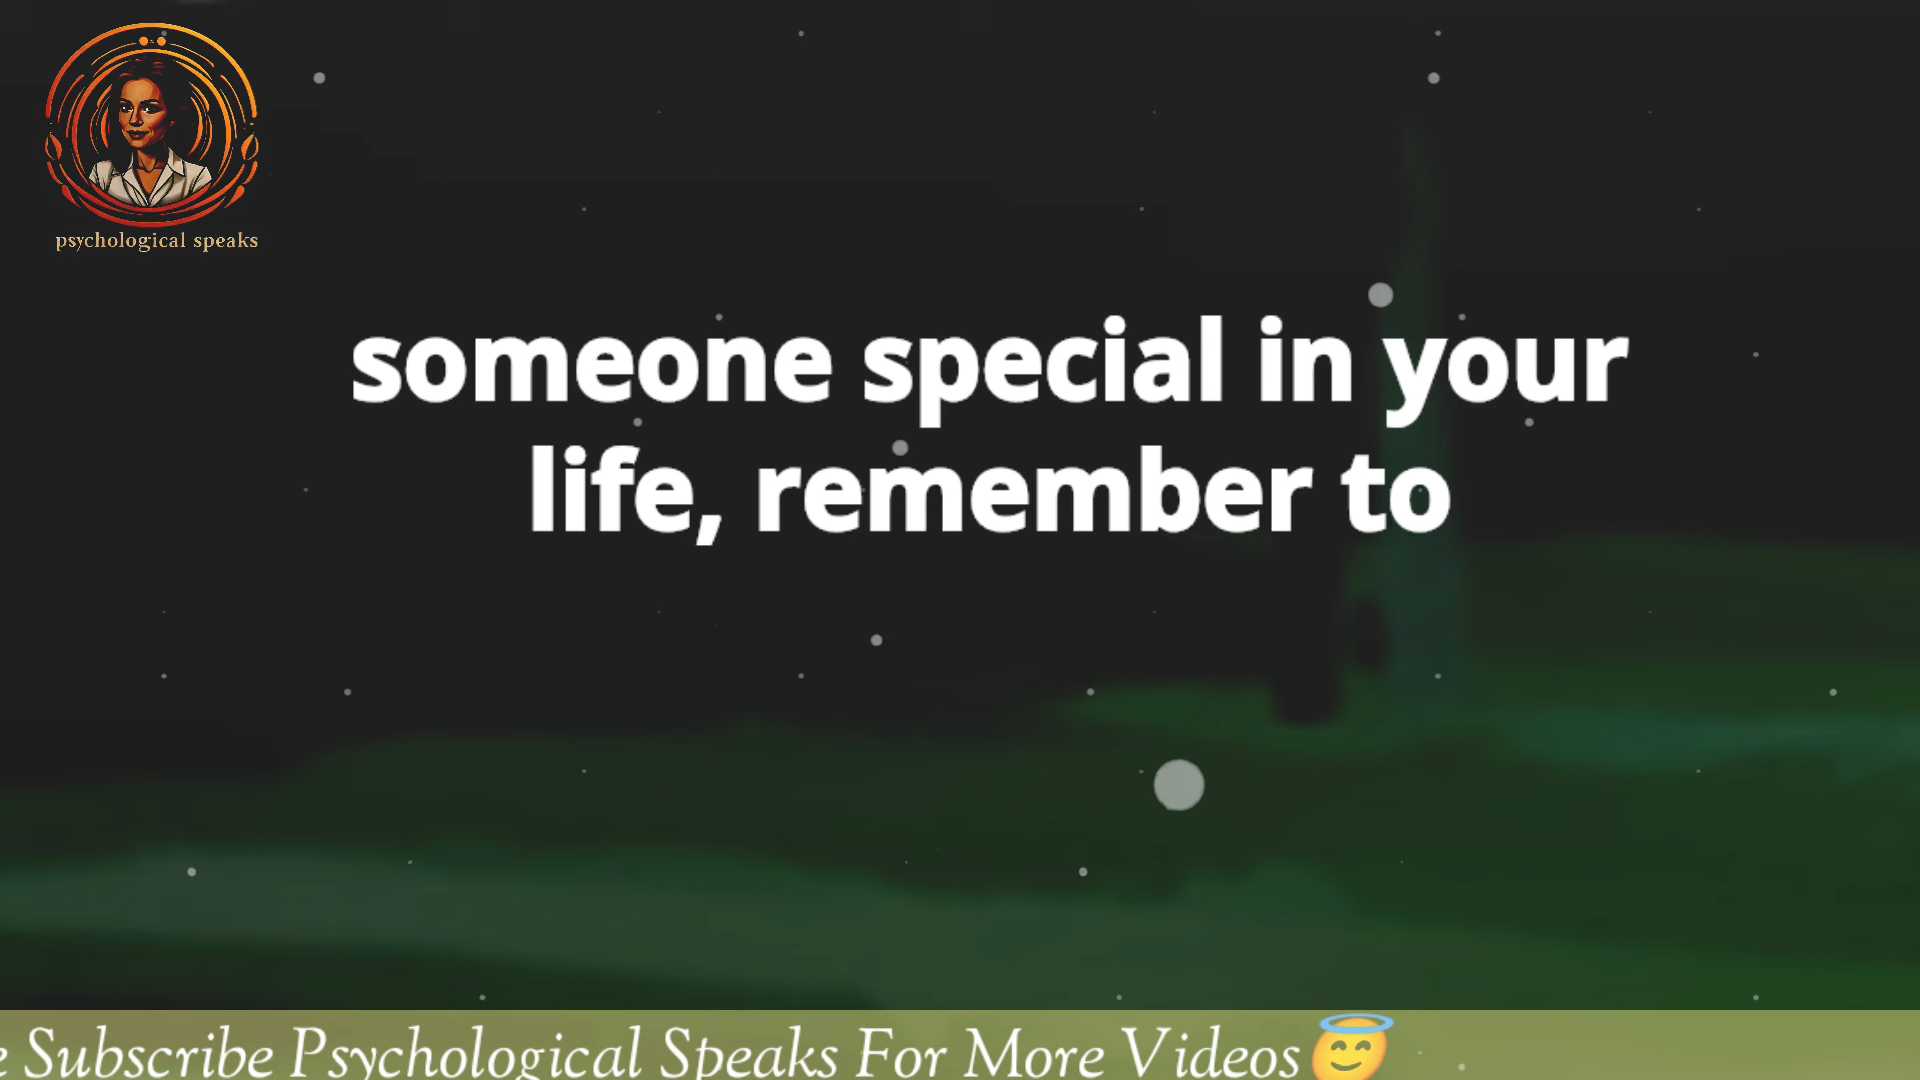 psychological speaks
someone special in your
life, remember to
e Subscribe Psychological Speaks For More Videos😇